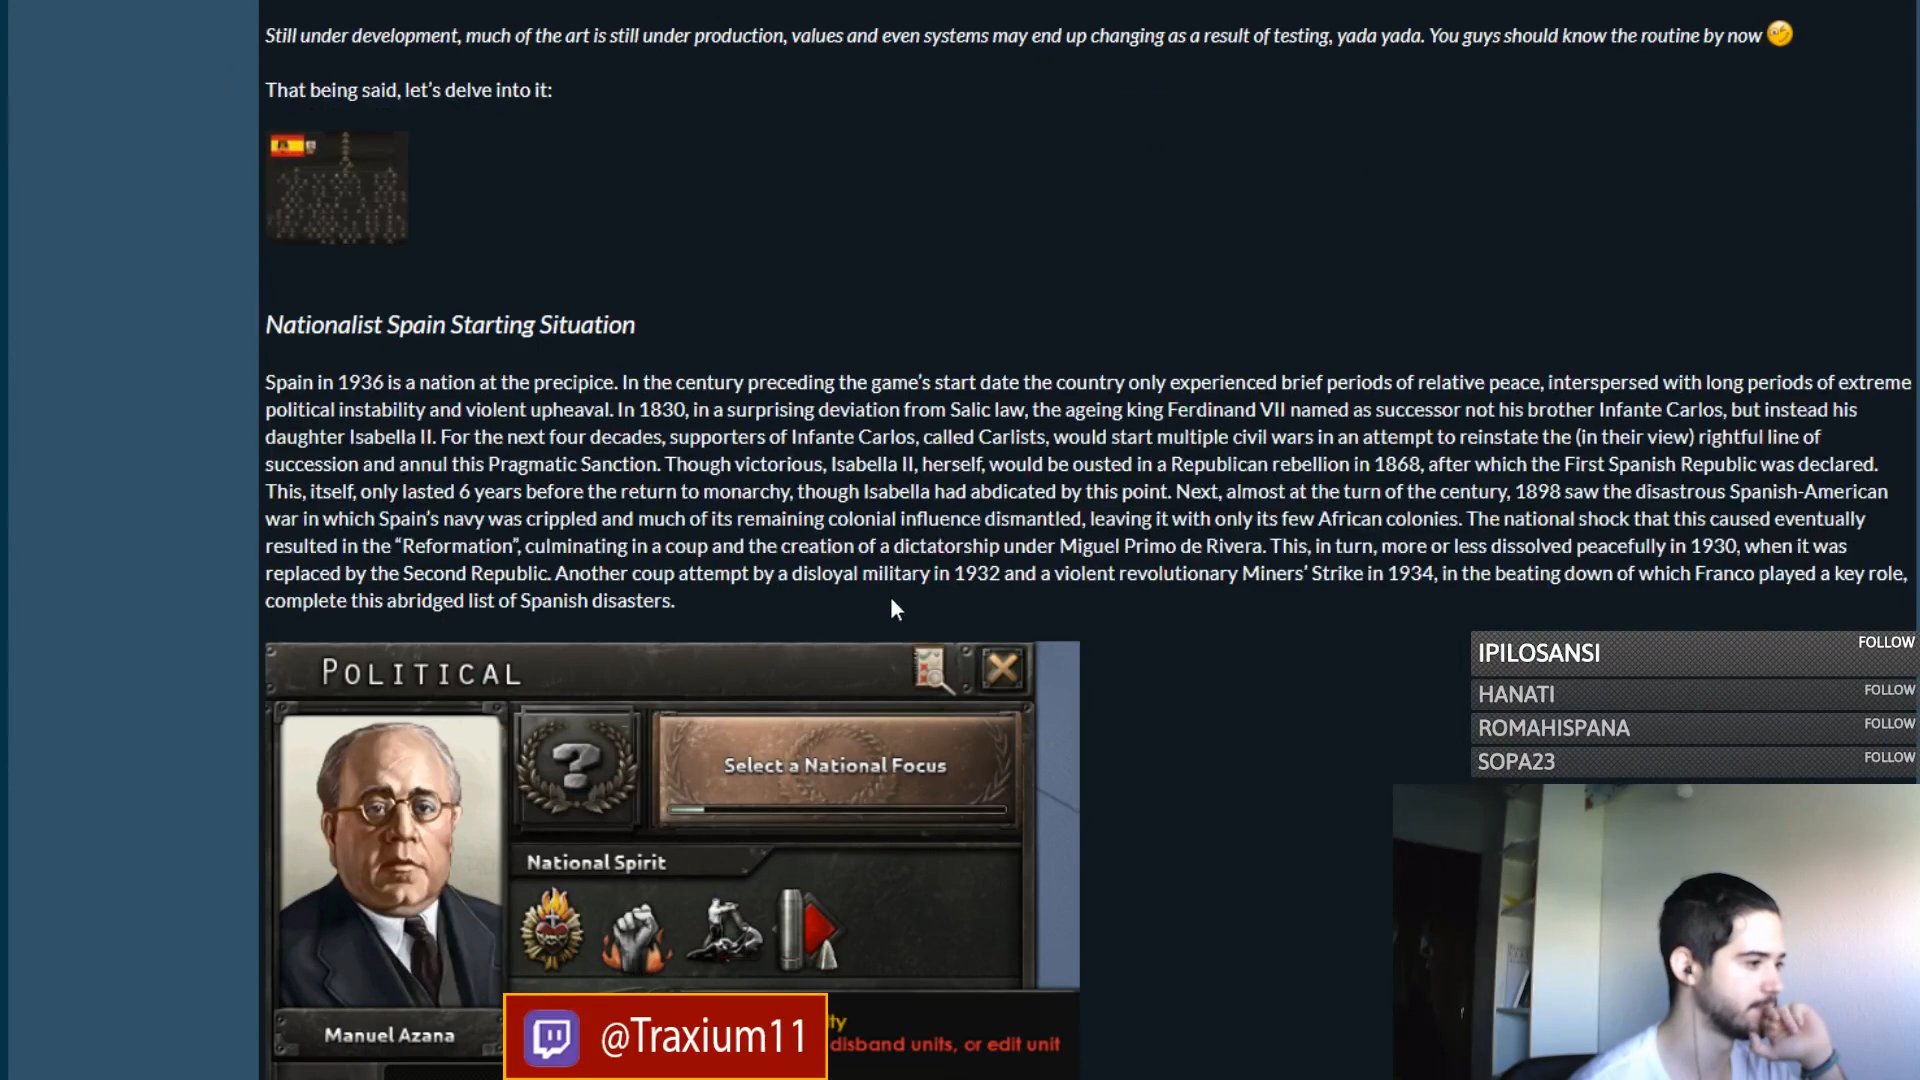 Still under development, much of the art is still under production, values and even systems may end up changing as a result of testing, yada yada. You guys should know the routine by now
That being said, let's delve into it:
Nationalist Spain Starting Situation
Spain in 1936 is a nation at the precipice. In the century preceding the game's start date the country only experienced brief periods of relative peace, interspersed with long periods of extreme
political instability and violent upheaval. In 1830, in a surprising deviation from Salic law, the ageing king Ferdinand VII named as successor not his brother Infante Carlos, but instead his
daughter Isabella II. For the next four decades, supporters of Infante Carlos, called Carlists, would start multiple civil wars in an attempt to reinstate the (in their view) rightful line of
succession and annul this Pragmatic Sanction. Though victorious, Isabella II, herself, would be ousted in a Republican rebellion in 1868, after which the First Spanish Republic was declared.
This, itself, only lasted 6 years before the return to monarchy, though Isabella had abdicated by this point. Next, almost at the turn of the century, 1898 saw the disastrous Spanish-American
war in which Spain's navy was crippled and much of its remaining colonial influence dismantled, leaving it with only its few African colonies. The national shock that this caused eventually
resulted in the “Reformation”, culminating in a coup and the creation of a dictatorship under Miguel Primo de Rivera. This, in turn, more or less dissolved peacefully in 1930, when it was
replaced by the Second Republic. Another coup attempt by a disloyal military in 1932 and a violent revolutionary Miners' Strike in 1934, in the beating down of which Franco played a key role,
complete this abridged list of Spanish disasters.
POLITICAL
Select a National Focus
National Spirit
Manuel Azana
ty
disband units, or edit unit
@Traxium11
IPILOSANSI FOLLOW
HANATI FOLLOW
ROMAHISPANA FOLLOW
SOPA23 FOLLOW